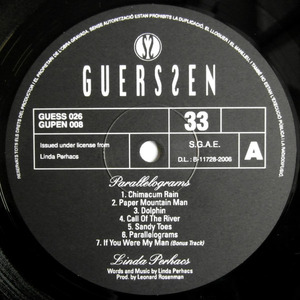 GUERSSEN
GUESS 026
GUPEN 008
33
Issued under license from
Linda Perhacs
S.G.A.E.
D.L.: B-11728-2006
A
Parallelograms
1. Chimacum Rain
2. Paper Mountain Man
3. Dolphin
4. Call Of The River
5. Sandy Toes
6. Parallelograms
7. If You Were My Man (Bonus Track)
Linda Perhacs
Words and Music by Linda Perhacs
Prod. by Leonard Rosenman